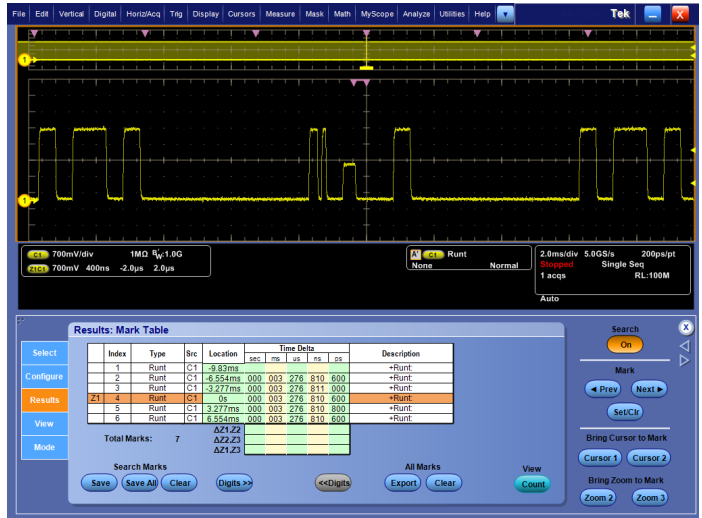 File Edit Vertical Digital Horiz/Acq Trig Display Cursors Measure Mask Math MyScope Analyze Utilities Help Tek X
1
1
C1 700mV/div 1MΩ BW:1.0G
Z1C1 700mV 400ns -2.0µs 2.0µs
A' C1 Runt
None Normal
2.0ms/div 5.0GS/s 200ps/pt
Stopped Single Seq
1 acqs RL:100M
Auto
Results: Mark Table
Select
Configure
Results
View
Mode
Index Type Src Location Time Delta Description
sec ms us ns ps
1 Runt C1 -9.83ms +Runt:
2 Runt C1 -6.554ms 000 003 276 810 600 +Runt:
3 Runt C1 -3.277ms 000 003 276 811 000 +Runt:
Z1 4 Runt C1 0s 000 003 276 810 600 +Runt:
5 Runt C1 3.277ms 000 003 276 810 800 +Runt:
6 Runt C1 6.554ms 000 003 276 810 600 +Runt:
Total Marks: 7
ΔZ1,Z2
ΔZ2,Z3
ΔZ1,Z3
Search Marks
Save Save All Clear
Digits >>
<<Digits
All Marks
Export Clear
View
Count
Search
On
X
Mark
◄ Prev Next ►
Set/Clr
Bring Cursor to Mark
Cursor 1 Cursor 2
Bring Zoom to Mark
Zoom 2 Zoom 3